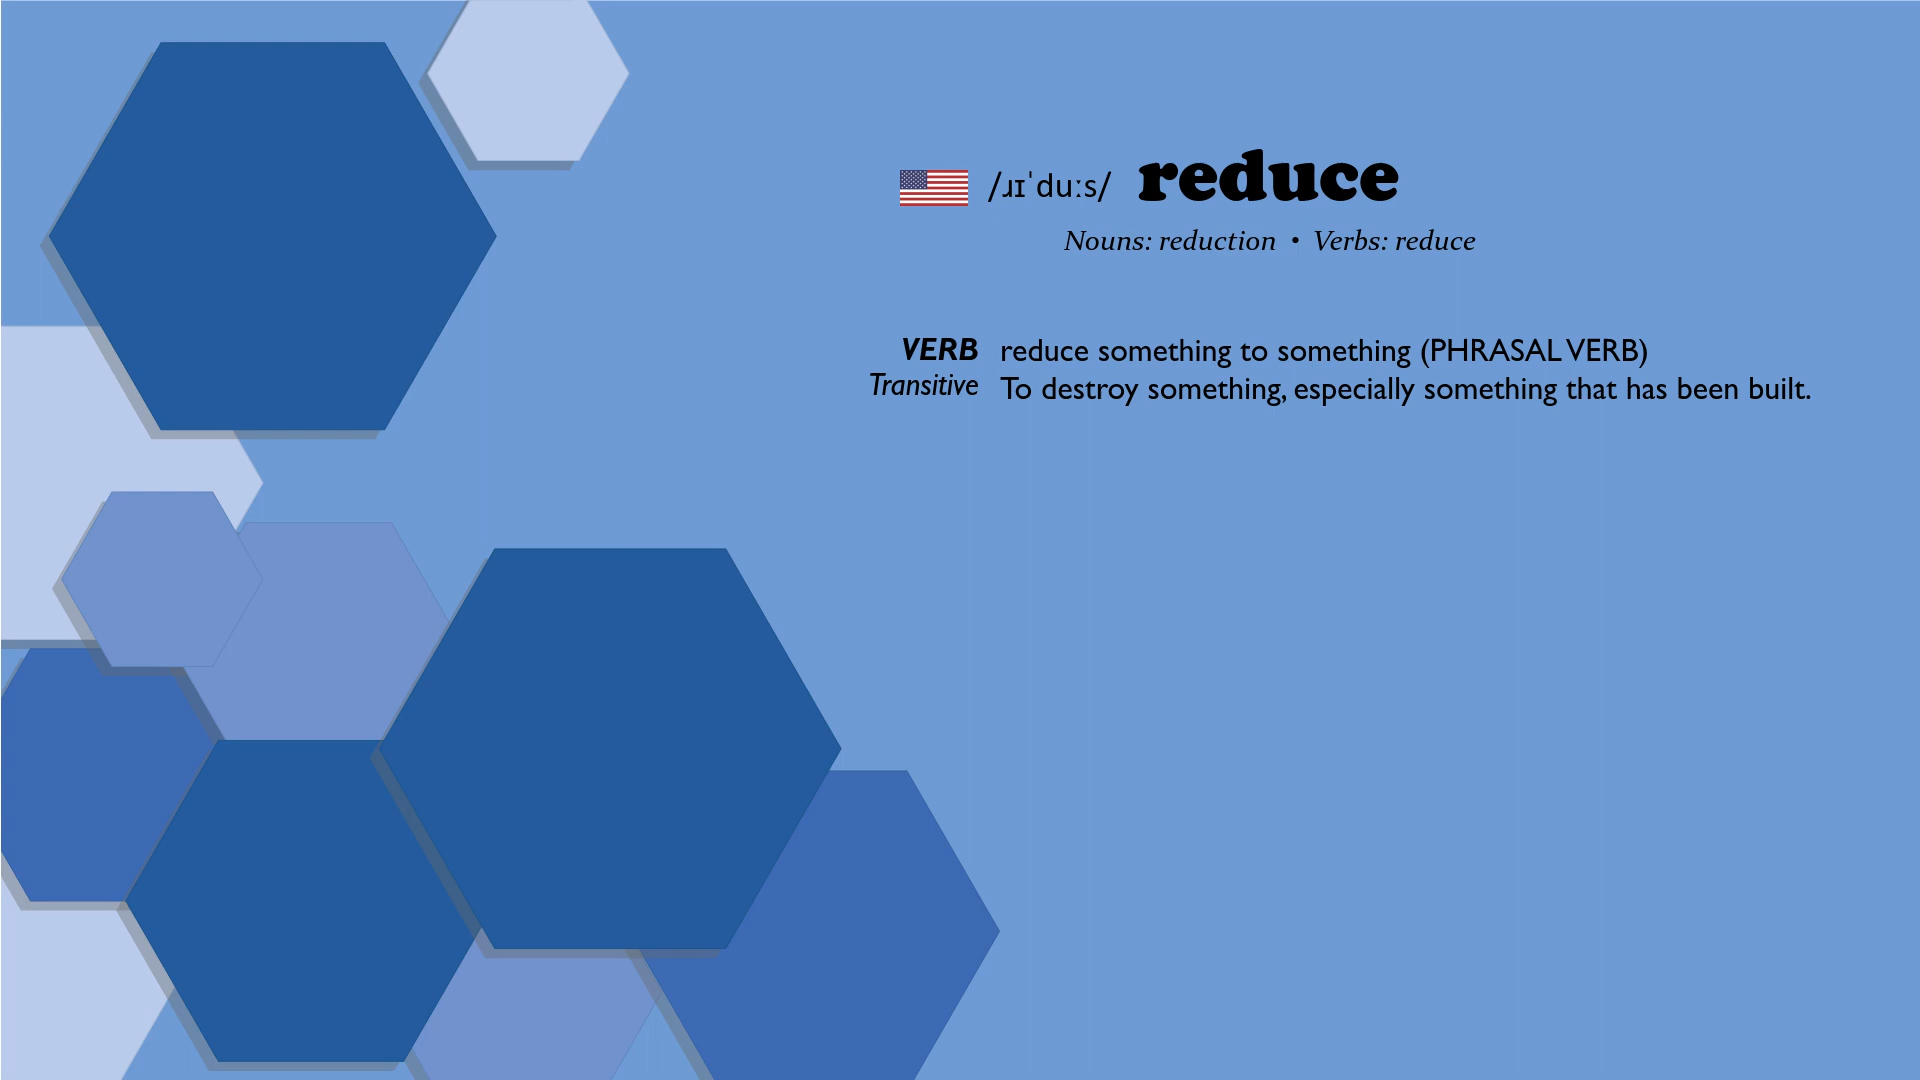 /ɹɪˈduːs/ reduce
Nouns: reduction • Verbs: reduce
VERB reduce something to something (PHRASAL VERB)
Transitive To destroy something, especially something that has been built.